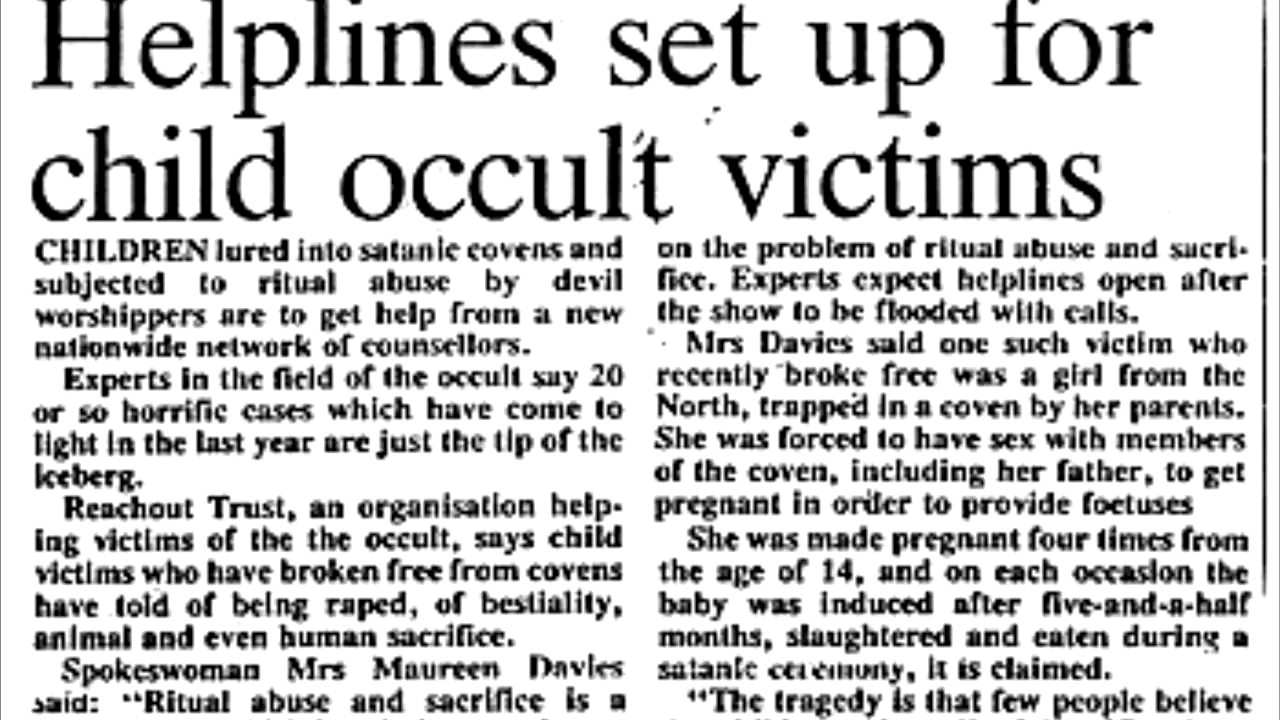 Helplines set up for
child occult victims
CHILDREN lured into satanic covens and
subjected to ritual abuse by devil
worshippers are to get help from a new
nationwide network of counsellors.
Experts in the field of the occult say 20
or so horrific cases which have come to
light in the last year are just the tip of the
iceberg.
Reachout Trust, an organisation help-
ing victims of the the occult, says child
victims who have broken free from covens
have told of being raped, of bestiality,
animal and even human sacrifice.
Spokeswoman Mrs Maureen Davies
said: "Ritual abuse and sacrifice is a
on the problem of ritual abuse and sacri-
fice. Experts expect helplines open after
the show to be flooded with calls.
Mrs Davies said one such victim who
recently broke free was a girl from the
North, trapped in a coven by her parents.
She was forced to have sex with members
of the coven, including her father, to get
pregnant in order to provide foetuses
She was made pregnant four times from
the age of 14, and on each occasion the
baby was induced after five-and-a-half
months, slaughtered and eaten during a
satanic ceremony, it is claimed.
"The tragedy is that few people believe